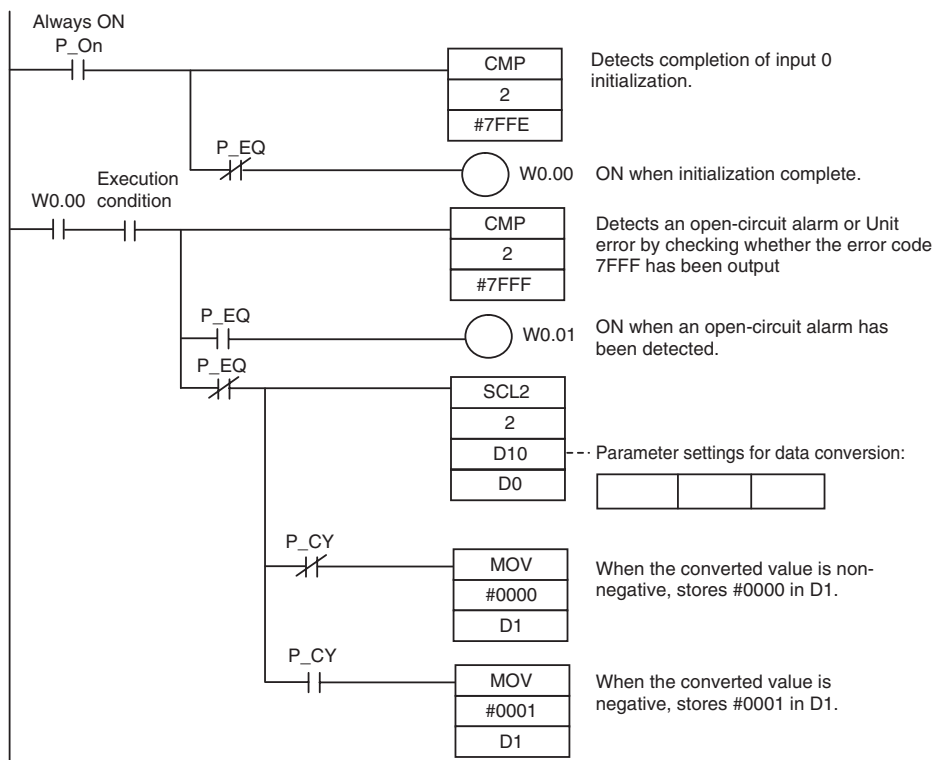 Always ON
P_On
CMP
2
#7FFE
Detects completion of input 0
initialization.
P_EQ
W0.00
ON when initialization complete.
W0.00
Execution
condition
CMP
2
#7FFF
Detects an open-circuit alarm or Unit
error by checking whether the error code
7FFF has been output
P_EQ
W0.01
ON when an open-circuit alarm has
been detected.
P_EQ
SCL2
2
D10
D0
Parameter settings for data conversion:
P_CY
MOV
#0000
D1
When the converted value is non-
negative, stores #0000 in D1.
P_CY
MOV
#0001
D1
When the converted value is
negative, stores #0001 in D1.